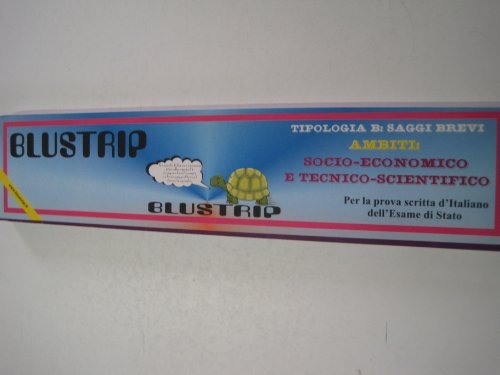 BLUSTRIP
BLUSTRIP
TIPOLOGIA B: SAGGI BREVI
AMBITI:
SOCIO-ECONOMICO
E TECNICO-SCIENTIFICO
Per la prova scritta d'Italiano
dell'Esame di Stato